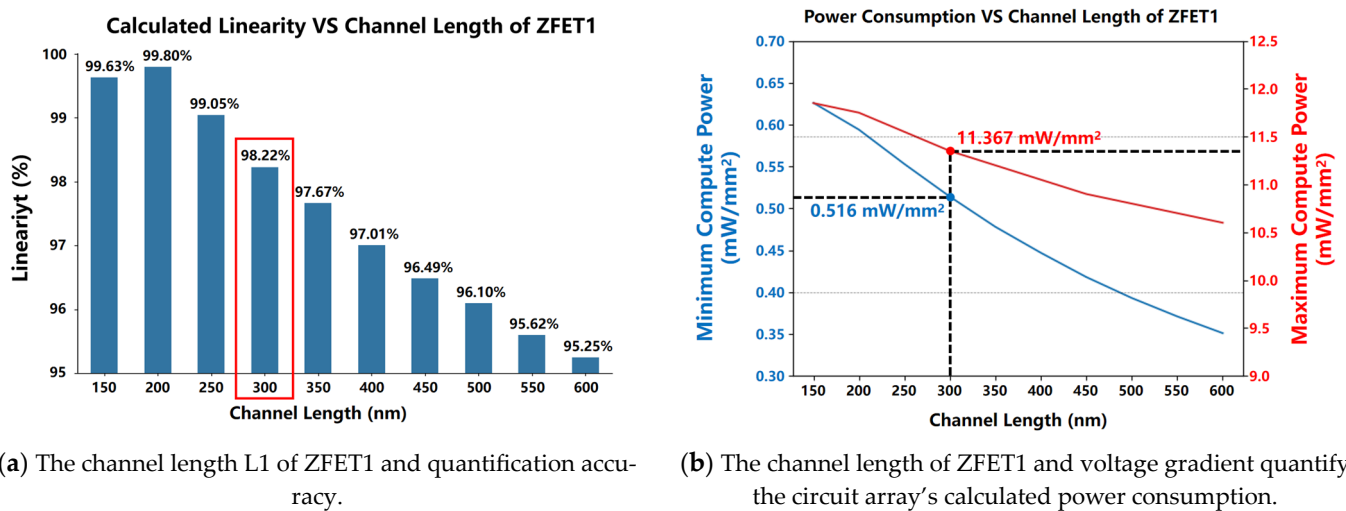 Calculated Linearity VS Channel Length of ZFET1
Lineariyt (%)
100
99
98
97
96
95
99.63%
99.80%
99.05%
98.22%
97.67%
97.01%
96.49%
96.10%
95.62%
95.25%
150 200 250 300 350 400 450 500 550 600
Channel Length (nm)
(a) The channel length L1 of ZFET1 and quantification accu-
racy.
Power Consumption VS Channel Length of ZFET1
Minimum Compute Power
(mW/mm²)
0.70
0.65
0.60
0.55
0.50
0.45
0.40
0.35
0.30
11.367 mW/mm²
0.516 mW/mm²
12.5
12.0
11.5
11.0
10.5
10.0
9.5
9.0
Maximum Compute Power
(mW/mm²)
150 200 250 300 350 400 450 500 550 600
Channel Length (nm)
(b) The channel length of ZFET1 and voltage gradient quantify
the circuit array’s calculated power consumption.